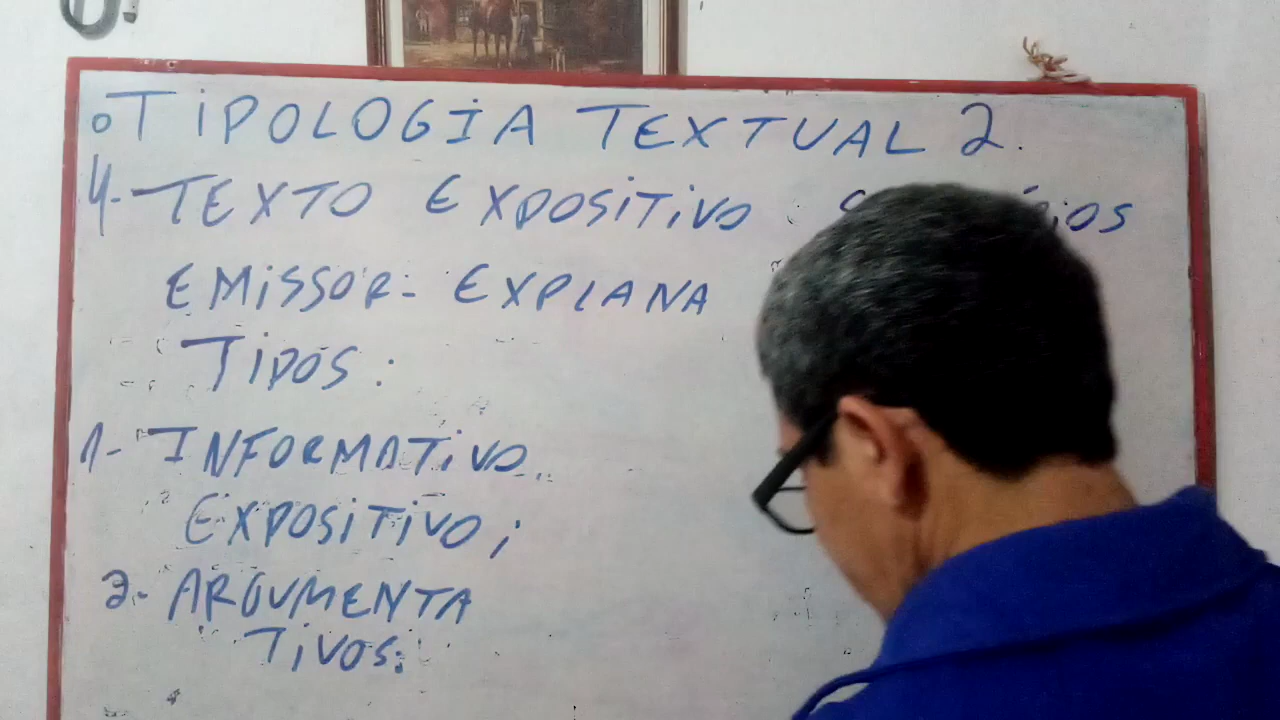 o TIPOLOGIA TEXTUAL 2.
4- TEXTO EXPOSITIVO
EMISSOR- EXPLANA
TIPOS:
1- INFORMATIVO
EXPOSITIVO;
2- ARGUMENTA
TIVOS: